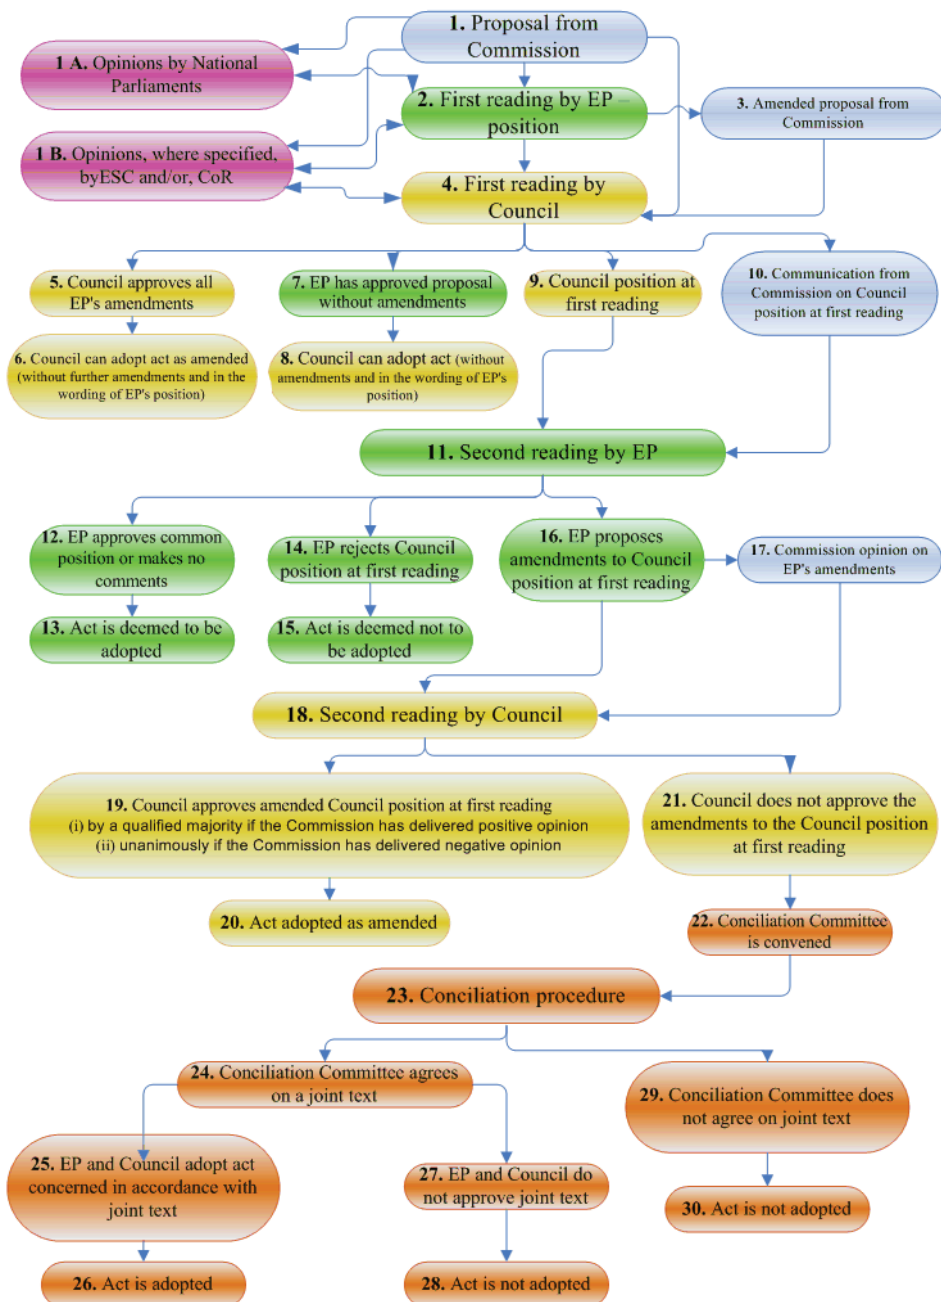 1. Proposal from
Commission
1 A. Opinions by National
Parliaments
2. First reading by EP –
position
3. Amended proposal from
Commission
1 B. Opinions, where specified,
byESC and/or, CoR
4. First reading by
Council
5. Council approves all
EP's amendments
7. EP has approved proposal
without amendments
9. Council position at
first reading
10. Communication from
Commission on Council
position at first reading
6. Council can adopt act as amended
(without further amendments and in the
wording of EP's position)
8. Council can adopt act (without
amendments and in the wording of EP's
position)
11. Second reading by EP
12. EP approves common
position or makes no
comments
14. EP rejects Council
position at first reading
16. EP proposes
amendments to Council
position at first reading
17. Commission opinion on
EP's amendments
13. Act is deemed to be
adopted
15. Act is deemed not to
be adopted
18. Second reading by Council
19. Council approves amended Council position at first reading
(i) by a qualified majority if the Commission has delivered positive opinion
(ii) unanimously if the Commission has delivered negative opinion
21. Council does not approve the
amendments to the Council position
at first reading
20. Act adopted as amended
22. Conciliation Committee
is convened
23. Conciliation procedure
24. Conciliation Committee agrees
on a joint text
29. Conciliation Committee does
not agree on joint text
25. EP and Council adopt act
concerned in accordance with
joint text
27. EP and Council do
not approve joint text
30. Act is not adopted
26. Act is adopted
28. Act is not adopted